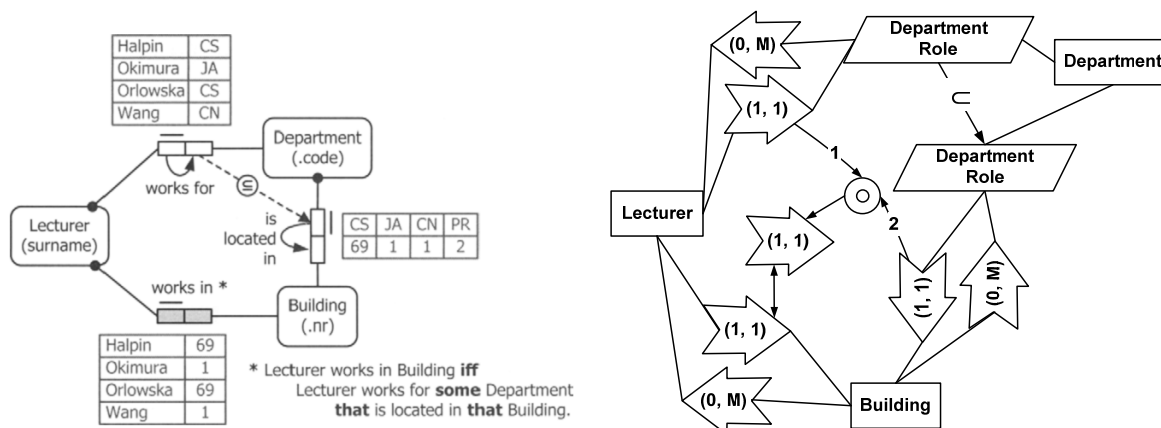 Halpin CS
Okimura JA
Orlowska CS
Wang CN
Department
(.code)
works for
⊆
Lecturer
(surname)
is
located
in
CS JA CN PR
69 1 1 2
works in *
Building
(.nr)
Halpin 69
Okimura 1
Orlowska 69
Wang 1
* Lecturer works in Building iff
Lecturer works for some Department
that is located in that Building.
(0, M)
Department
Role
Department
(1, 1)
⊂
1
Department
Role
Lecturer
2
(1, 1)
(1, 1)
(0, M)
(1, 1)
(0, M)
Building